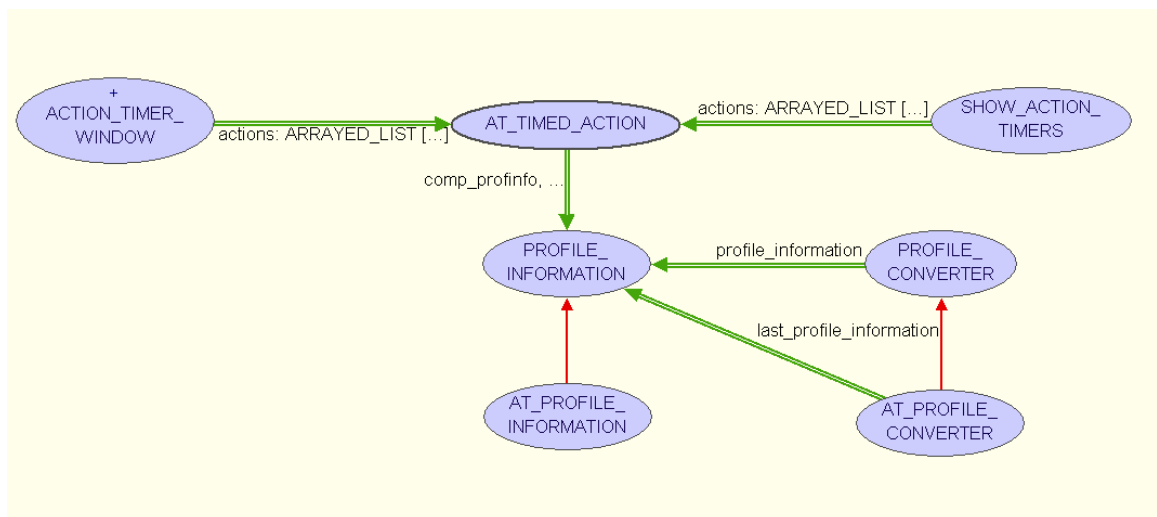 +
ACTION_TIMER_
WINDOW
actions: ARRAYED_LIST [...]
AT_TIMED_ACTION
actions: ARRAYED_LIST [...]
SHOW_ACTION_
TIMERS
comp_profinfo, ...
PROFILE_
INFORMATION
profile_information
PROFILE_
CONVERTER
last_profile_information
AT_PROFILE_
INFORMATION
AT_PROFILE_
CONVERTER